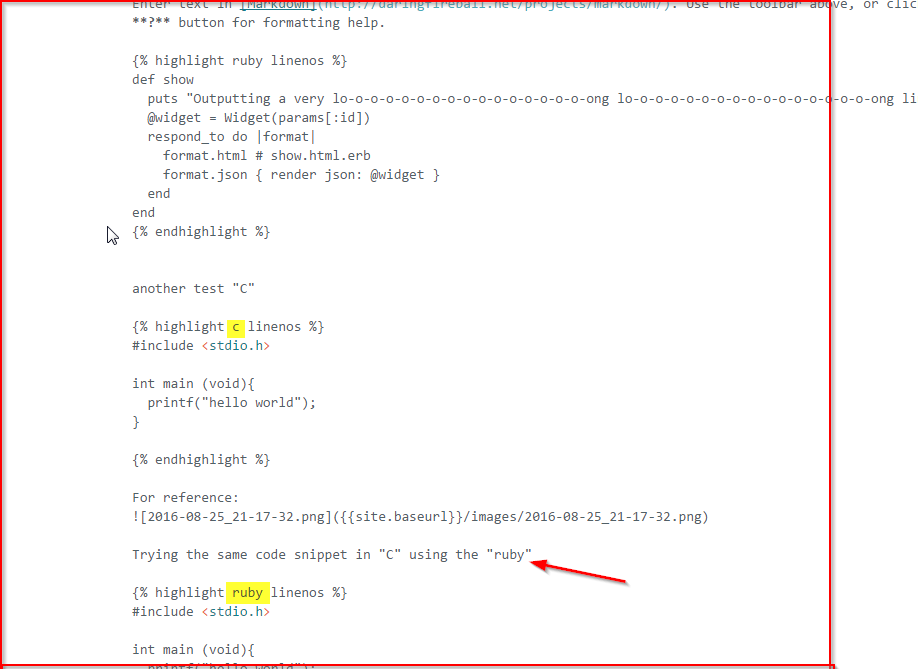 Enter text in [Markdown](http://daringfireball.net/projects/markdown/). Use the toolbar above, or clic
**?** button for formatting help.
{% highlight ruby linenos %}
def show
  puts "Outputting a very lo-o-o-o-o-o-o-o-o-o-o-o-o-o-o-o-ong lo-o-o-o-o-o-o-o-o-o-o-o-o-o-o-o-ong li
  @widget = Widget(params[:id])
  respond_to do |format|
    format.html # show.html.erb
    format.json { render json: @widget }
  end
end
{% endhighlight %}
another test "C"
{% highlight c linenos %}
#include <stdio.h>
int main (void){
  printf("hello world");
}
{% endhighlight %}
For reference:
![2016-08-25_21-17-32.png]({{site.baseurl}}/images/2016-08-25_21-17-32.png)
Trying the same code snippet in "C" using the "ruby"
{% highlight ruby linenos %}
#include <stdio.h>
int main (void){
  printf("hello world");